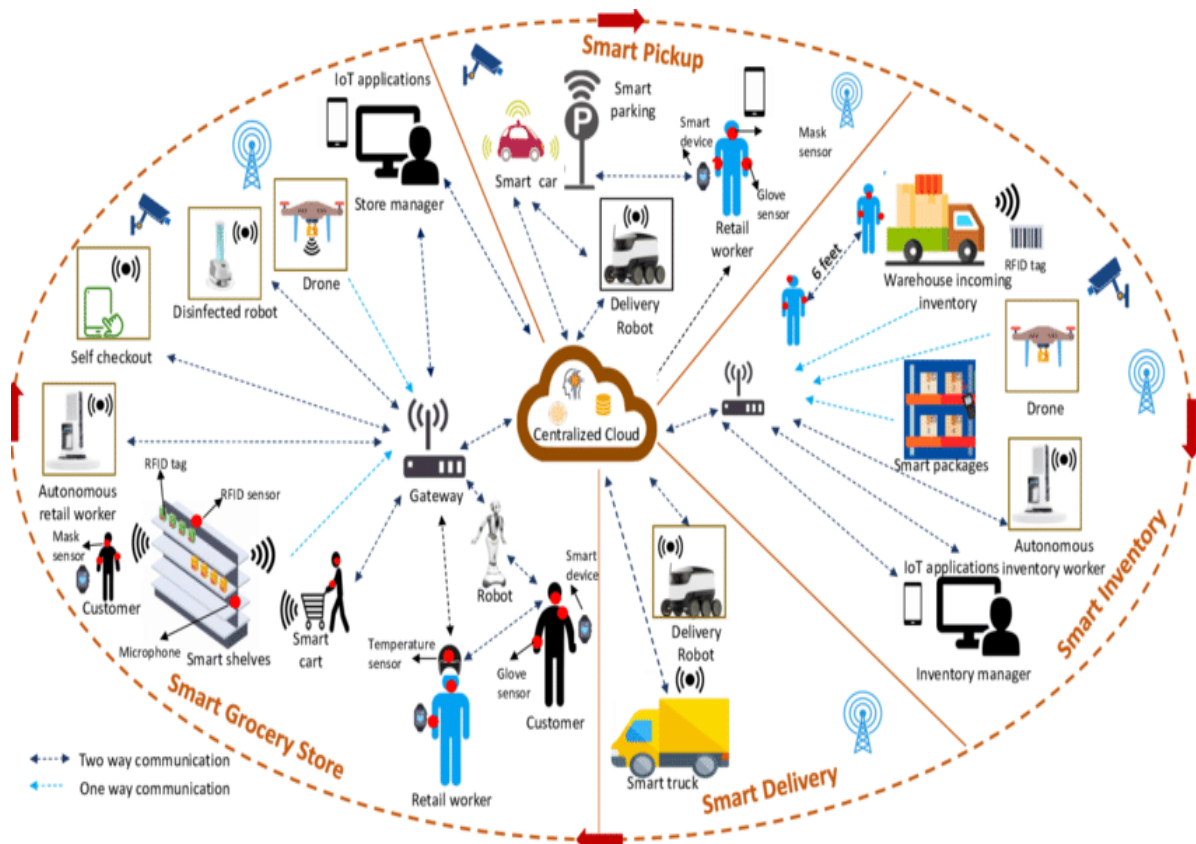 Smart Pickup
IoT applications
Store manager
Smart
parking
P
Smart car
Smart
device
Mask
sensor
Glove
sensor
Retail
worker
Delivery
Robot
6 feet
Warehouse incoming
inventory
RFID tag
Drone
Disinfected robot
Self checkout
Drone
Smart packages
Centralized Cloud
Autonomous
retail worker
Gateway
RFID tag
RFID sensor
Mask
sensor
Customer
Microphone
Smart shelves
Smart
cart
Robot
Smart
device
Temperature
sensor
Glove
sensor
Customer
Retail worker
Delivery
Robot
Smart truck
Autonomous
inventory worker
IoT applications
Inventory manager
Smart Inventory
Smart Grocery Store
Smart Delivery
Two way communication
One way communication